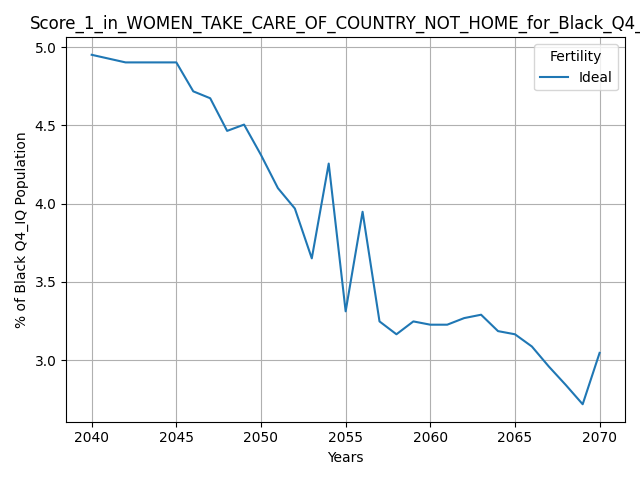 Score_1_in_WOMEN_TAKE_CARE_OF_COUNTRY_NOT_HOME_for_Black_Q4_
Fertility
Ideal
5.0
4.5
4.0
3.5
3.0
% of Black Q4_IQ Population
2040 2045 2050 2055 2060 2065 2070
Years